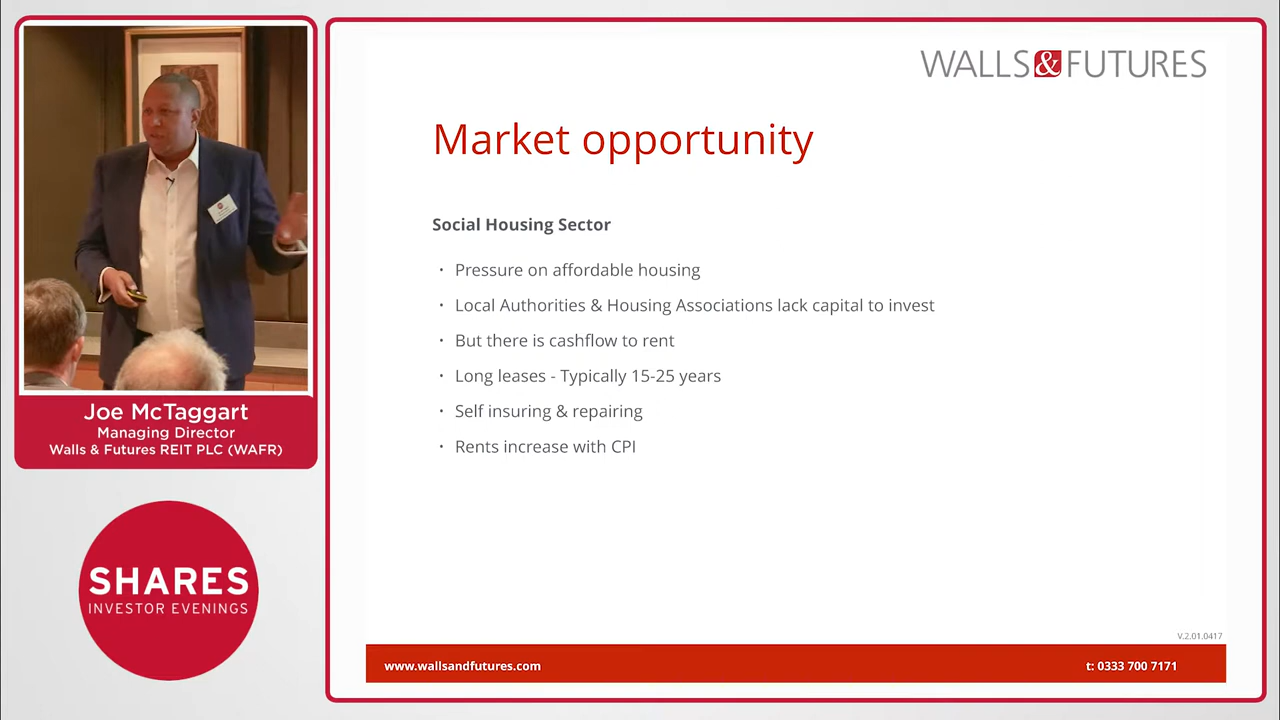 WALLS&FUTURES
Market opportunity
Social Housing Sector
· Pressure on affordable housing
· Local Authorities & Housing Associations lack capital to invest
· But there is cashflow to rent
· Long leases - Typically 15-25 years
· Self insuring & repairing
· Rents increase with CPI
V.2.01.0417
www.wallsandfutures.com
t: 0333 700 7171
Joe McTaggart
Managing Director
Walls & Futures REIT PLC (WAFR)
SHARES
INVESTOR EVENINGS